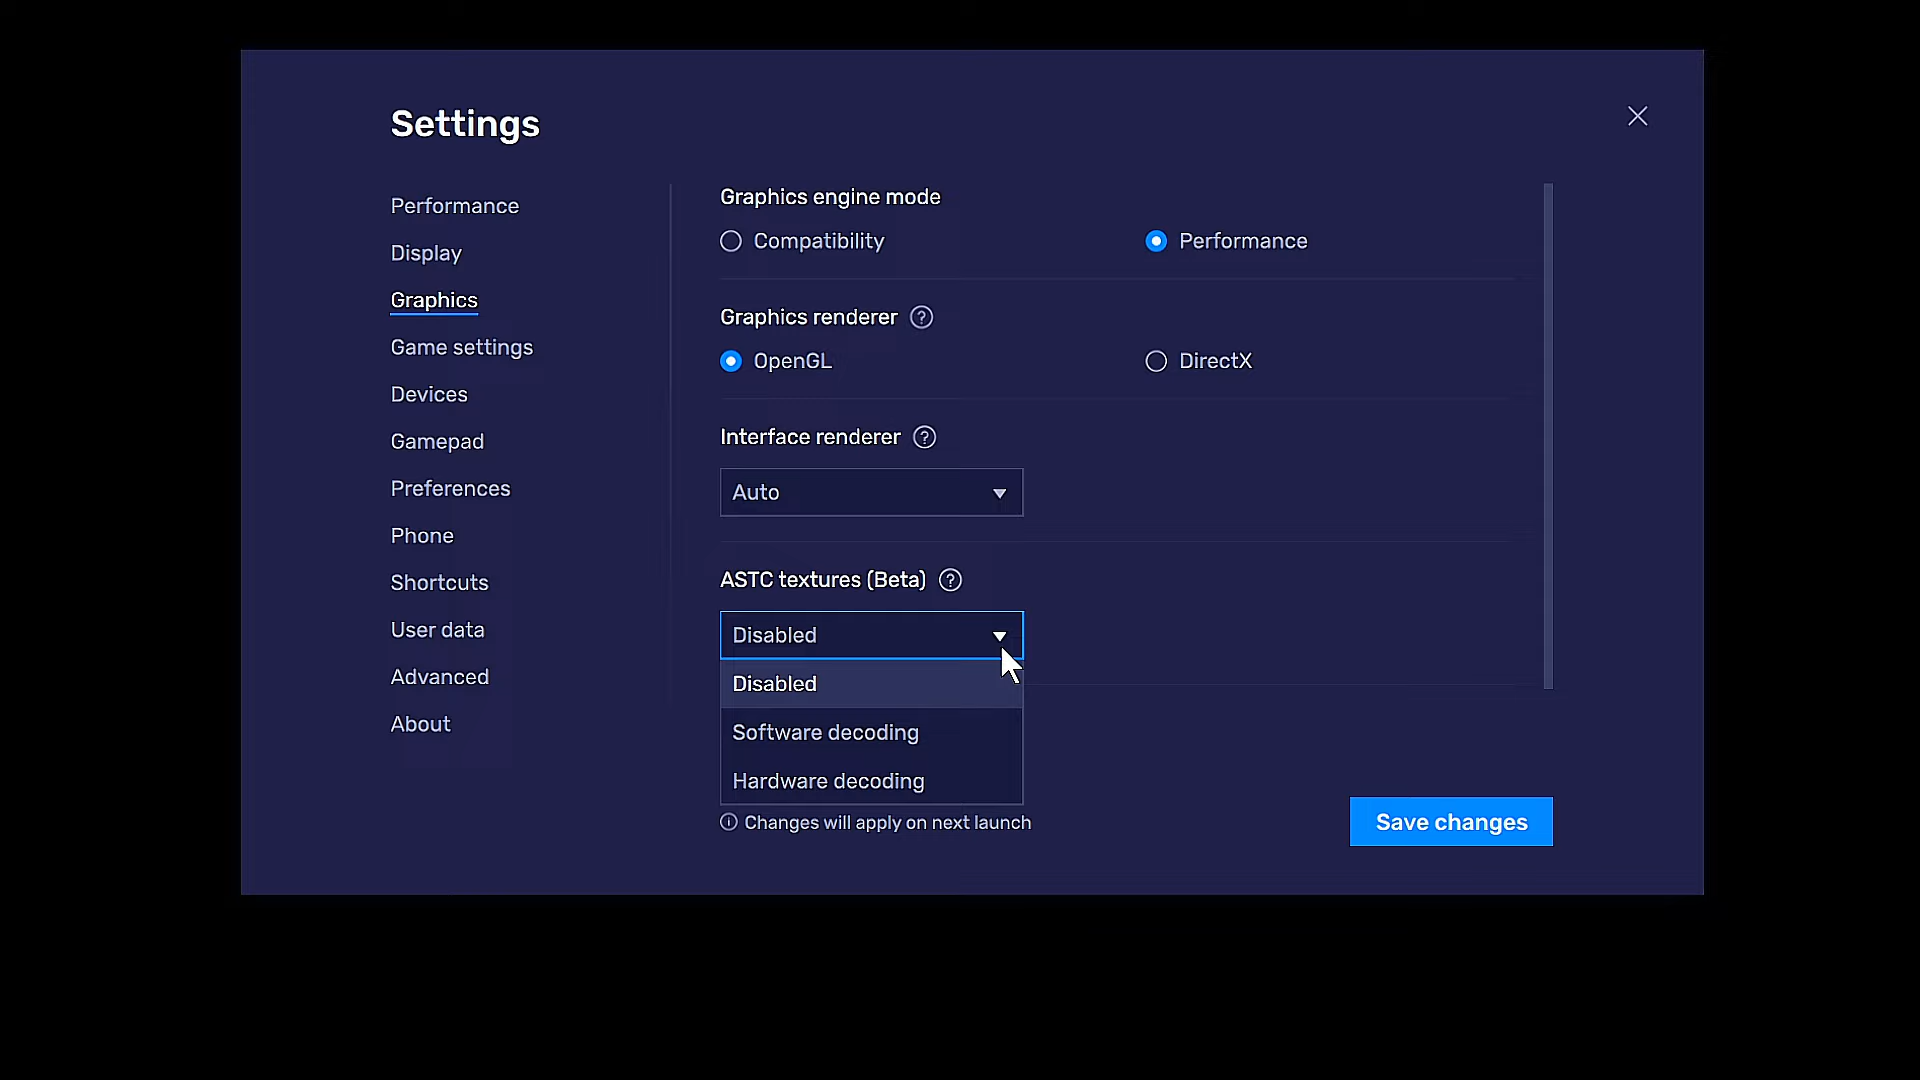 Settings
Performance
Display
Graphics
Game settings
Devices
Gamepad
Preferences
Phone
Shortcuts
User data
Advanced
About
Graphics engine mode
Compatibility
Performance
Graphics renderer ?
OpenGL
DirectX
Interface renderer ?
Auto
ASTC textures (Beta) ?
Disabled
Disabled
Software decoding
Hardware decoding
Changes will apply on next launch
Save changes